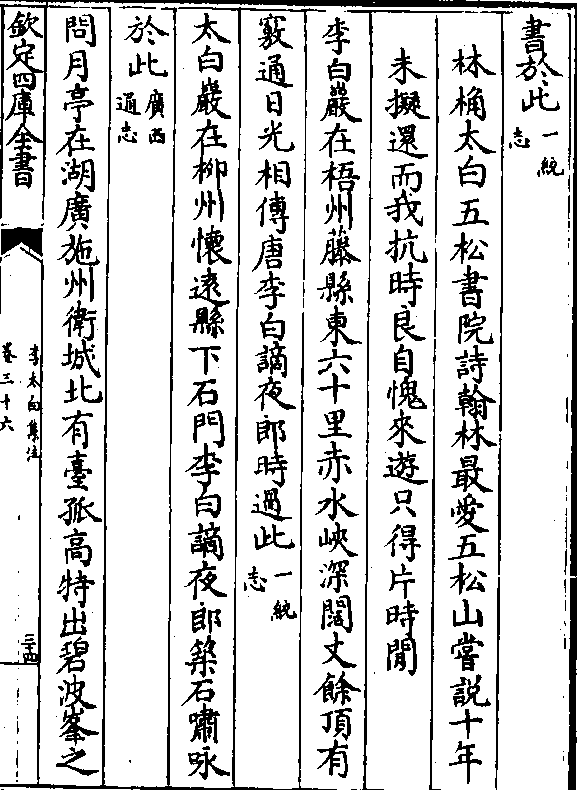 書於此一統志
林桷太白五松書院詩翰林最愛五松山嘗説十年
未擬還而我抗時良自愧來遊只得片時閒
李白巖在梧州藤縣東六十里赤水峽深闊丈餘頂有
竅通日光相傳唐李白謫夜郎時過此一統志
太白巖在柳州懷遠縣下石門李白謫夜郎築石嘯咏
於此廣西通志
問月亭在湖廣施州衛城北有臺孤高特出碧波峯之
欽定四庫全書
李太白集注
卷三十六
三四